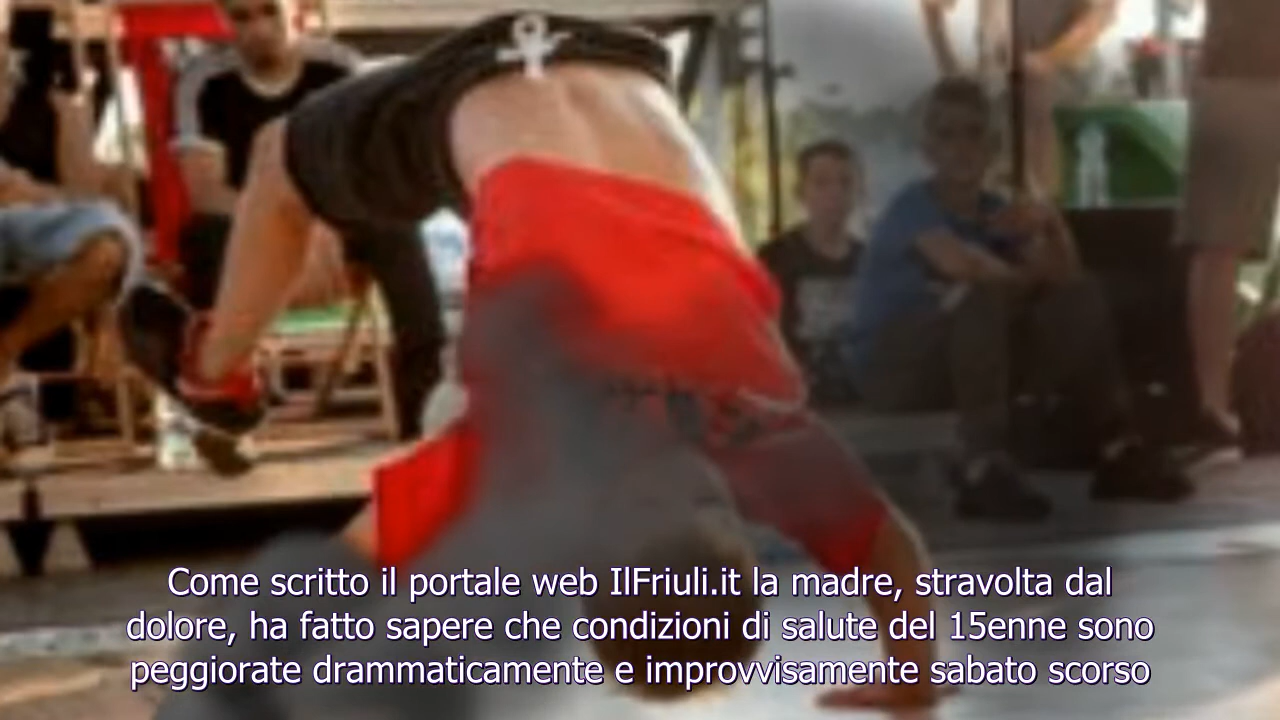 Come scritto il portale web IlFriuli.it la madre, stravolta dal
dolore, ha fatto sapere che condizioni di salute del 15enne sono
peggiorate drammaticamente e improvvisamente sabato scorso